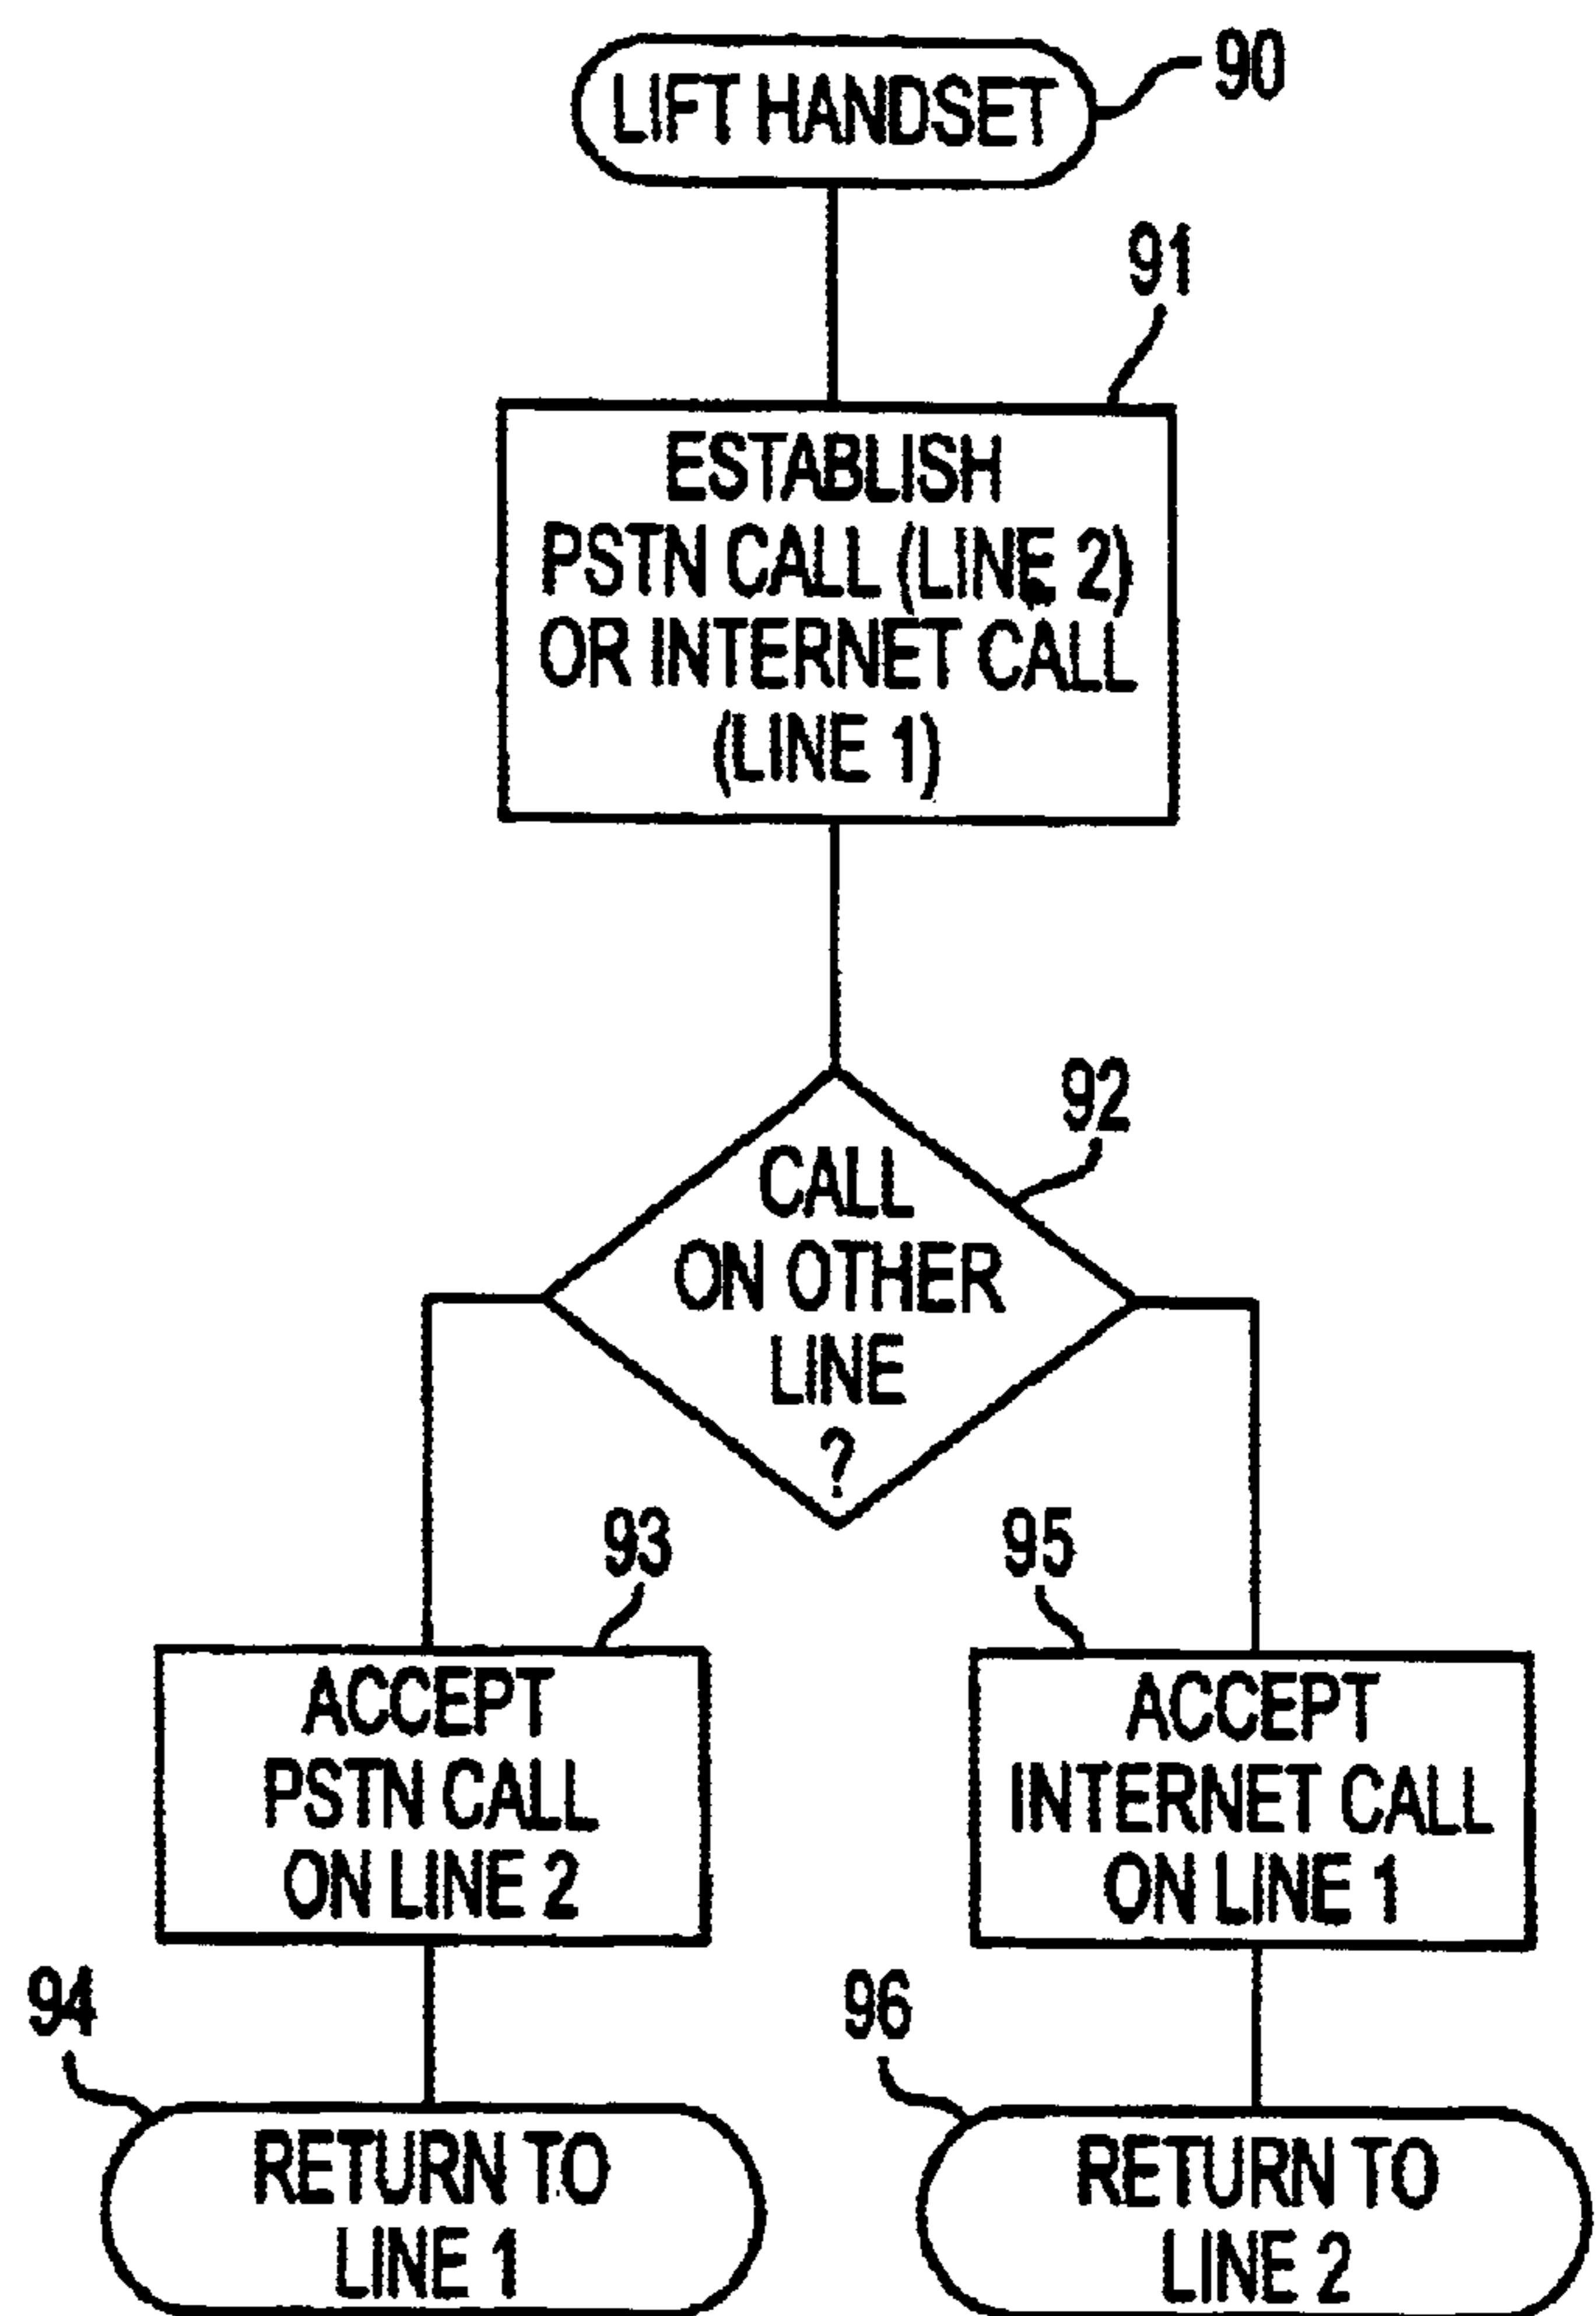 LIFT HANDSET
90
91
ESTABLISH
PSTN CALL (LINE 2)
OR INTERNET CALL
(LINE 1)
92
CALL
ON OTHER
LINE
?
93
95
ACCEPT
PSTN CALL
ON LINE 2
ACCEPT
INTERNET CALL
ON LINE 1
94
96
RETURN TO
LINE 1
RETURN TO
LINE 2